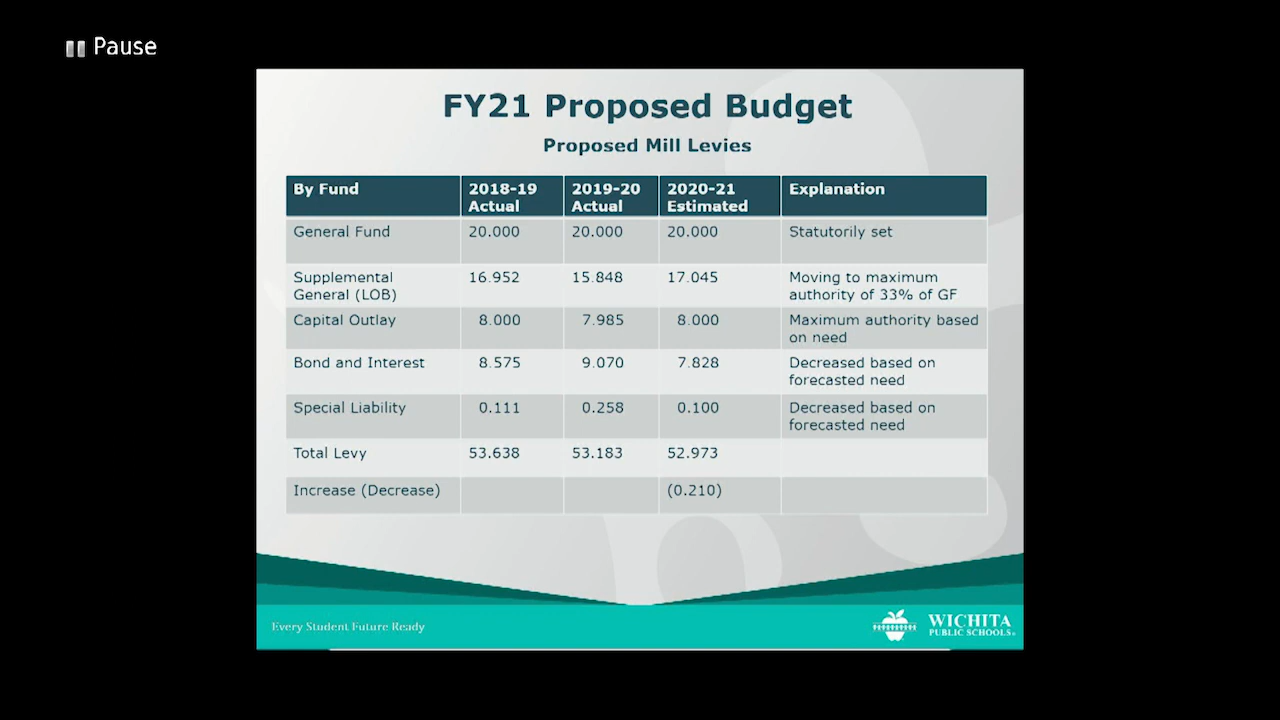 Pause
FY21 Proposed Budget
Proposed Mill Levies
By Fund 2018-19 2019-20 2020-21 Explanation
Actual Actual Estimated
General Fund 20.000 20.000 20.000 Statutorily set
Supplemental 16.952 15.848 17.045 Moving to maximum
General (LOB) authority of 33% of GF
Capital Outlay 8.000 7.985 8.000 Maximum authority based
on need
Bond and Interest 8.575 9.070 7.828 Decreased based on
forecasted need
Special Liability 0.111 0.258 0.100 Decreased based on
forecasted need
Total Levy 53.638 53.183 52.973
Increase (Decrease) (0.210)
Every Student Future Ready
WICHITA
PUBLIC SCHOOLS